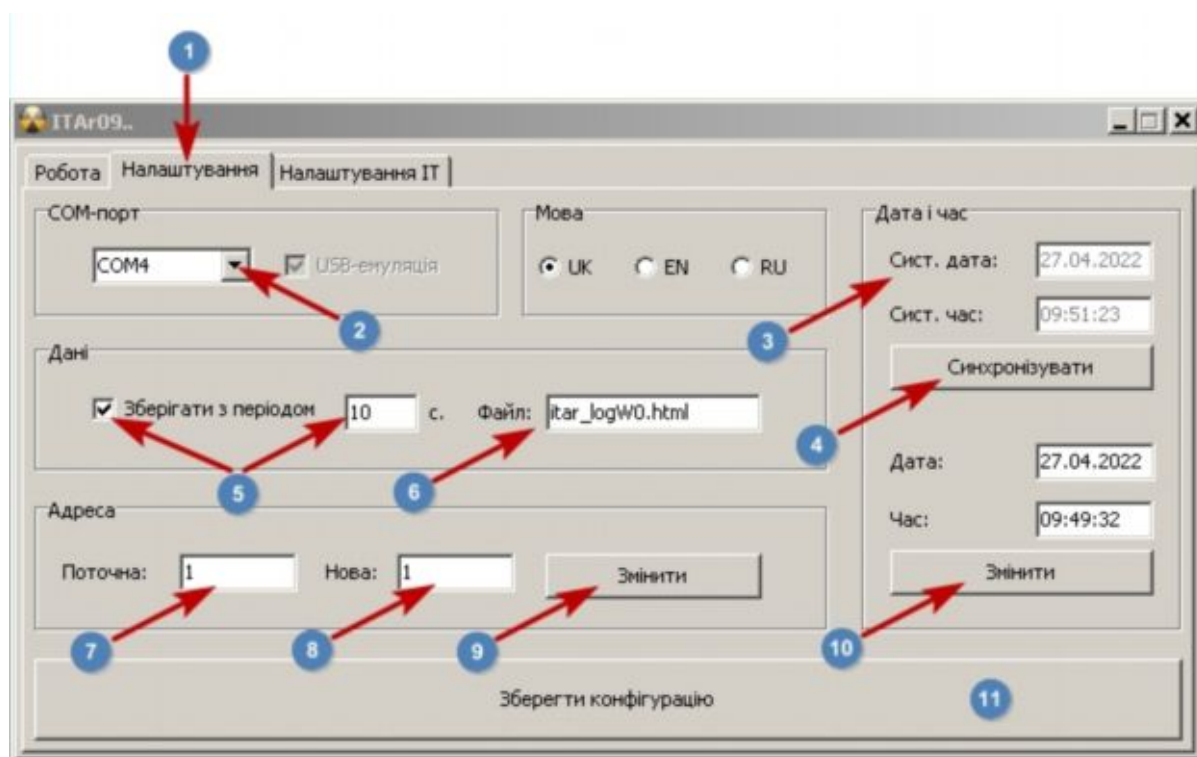 1
ITAr09..
Робота Налаштування Налаштування ІТ
COM-порт
COM4 USB-емуляція
2
Мова
UK EN RU
Дата і час
Сист. дата: 27.04.2022
3
Сист. час: 09:51:23
Синхронізувати
4
Дата: 27.04.2022
Час: 09:49:32
Змінити
10
Дані
Зберігати з періодом 10 с. Файл: itar_logW0.html
5 6
Адреса
Поточна: 1 Нова: 1 Змінити
7 8 9
Зберегти конфігурацію 11